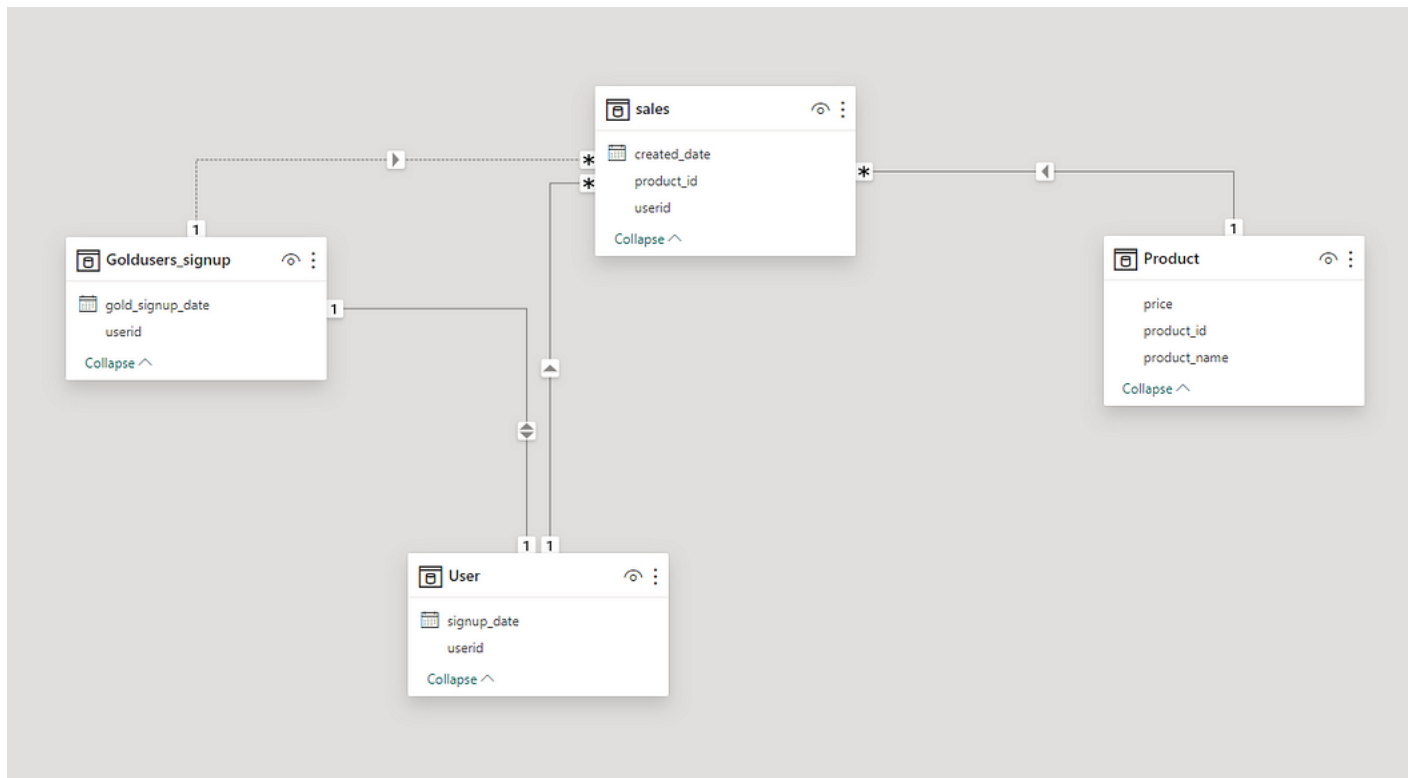 sales
created_date
product_id
userid
Collapse
*
*
*
1
1
Goldusers_signup
gold_signup_date
userid
Collapse
1
Product
price
product_id
product_name
Collapse
1 1
User
signup_date
userid
Collapse